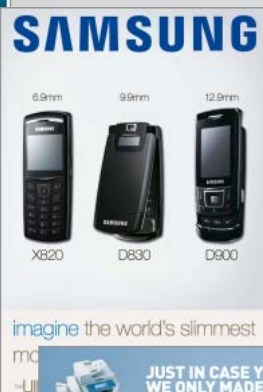 SAMSUNG
6.9mm 9.9mm 12.9mm
SAMSUNG
SAMSUNG
SAMSUNG
X820 D830 D900
imagine the world's slimmest
JUST IN CASE Y
WE ONLY MADE